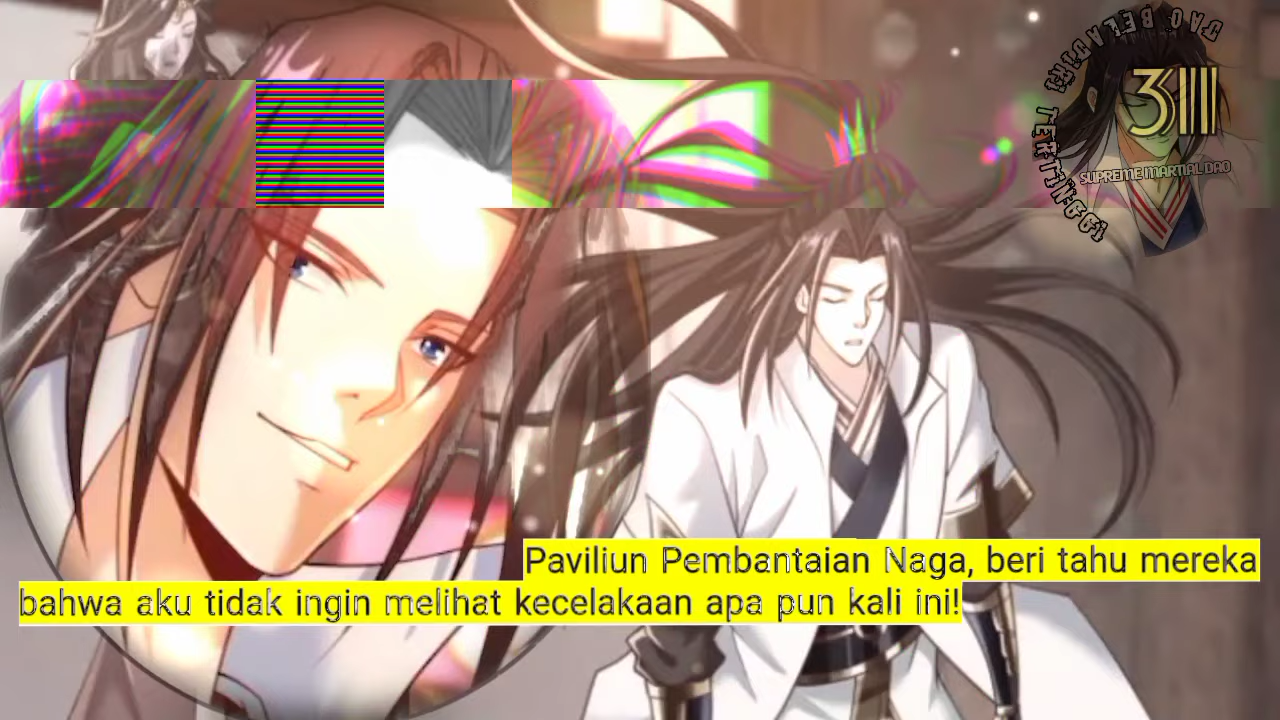 DAO BELADIRI TERTINGGI
311
SUPREME MARTIAL DAO
Paviliun Pembantaian Naga, beri tahu mereka
bahwa aku tidak ingin melihat kecelakaan apa pun kali ini!